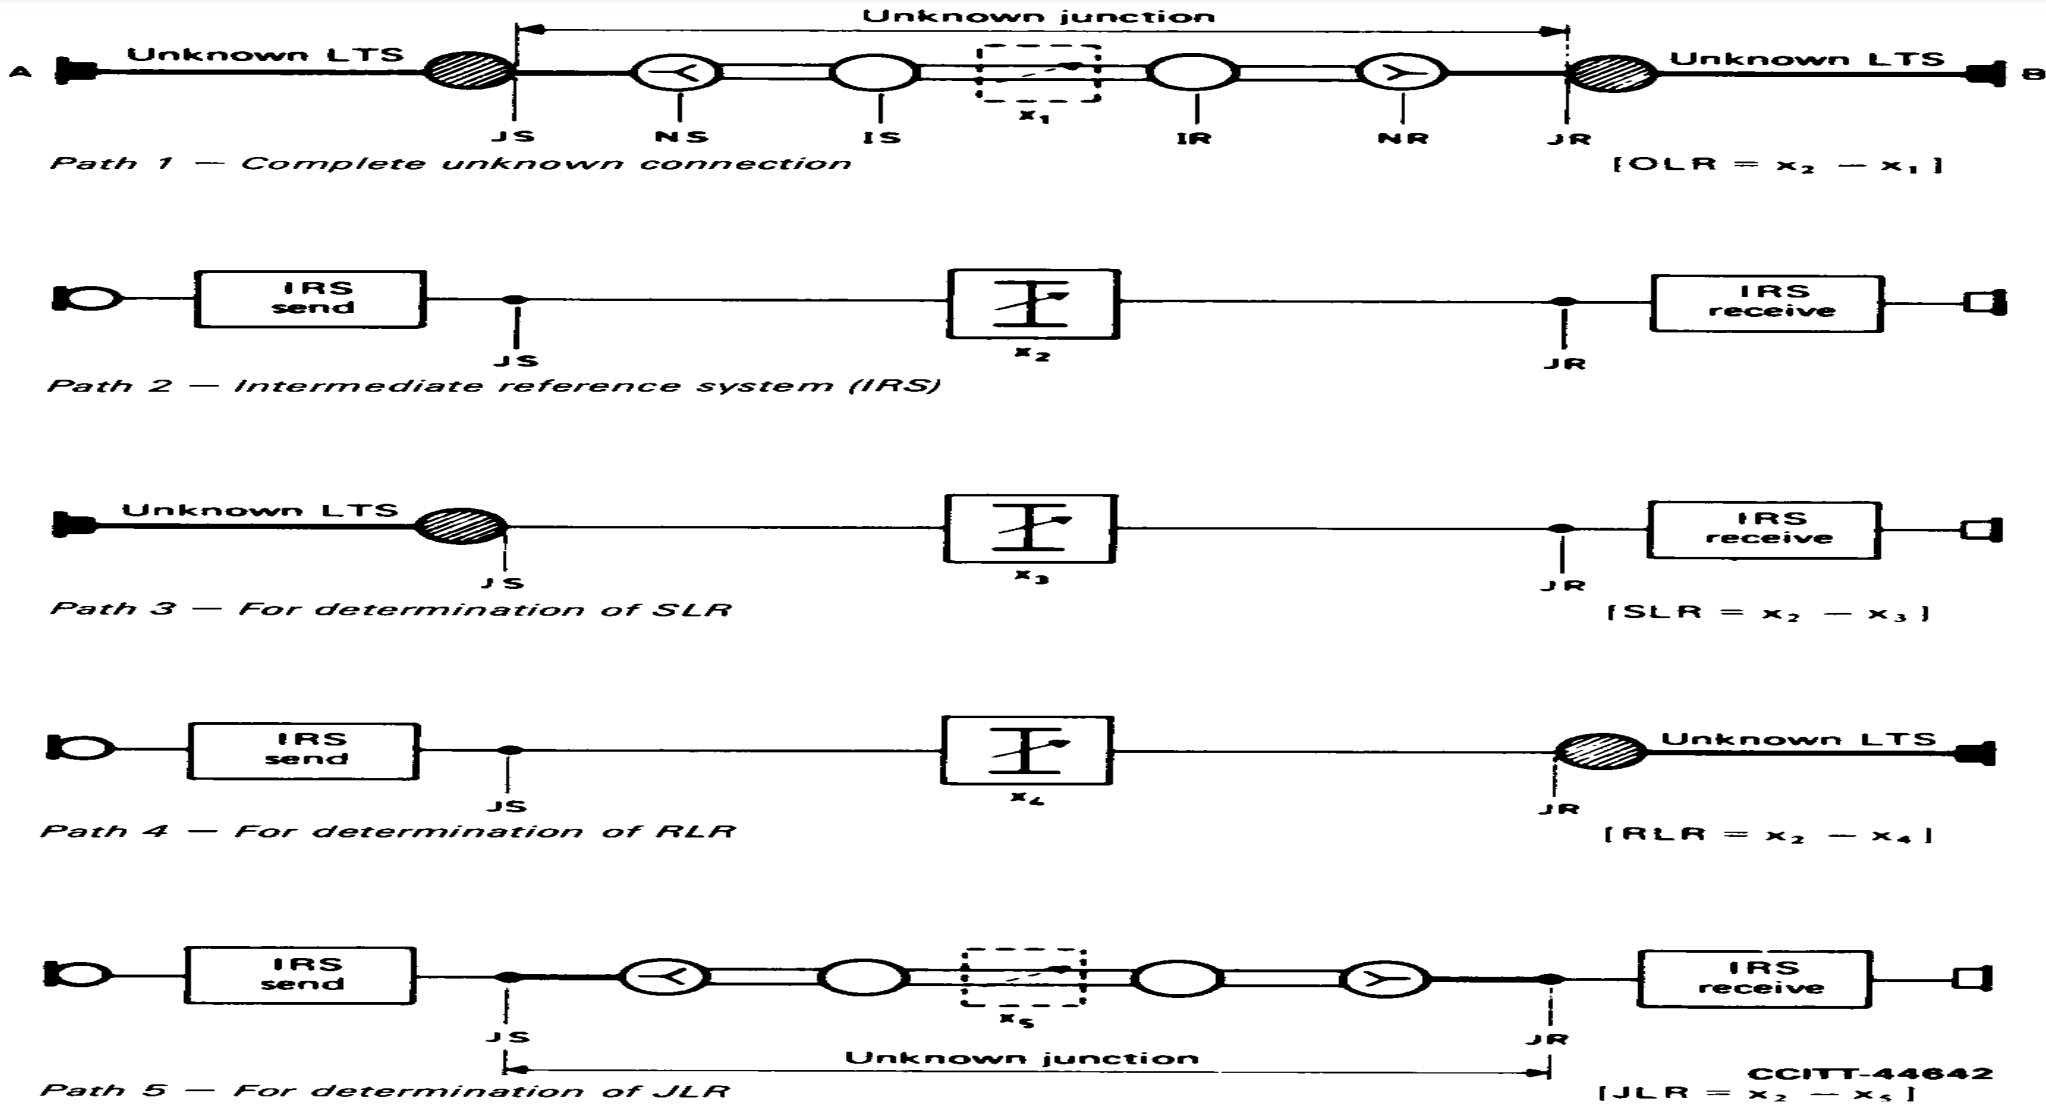 Unknown junction
A Unknown LTS Unknown LTS B
x₁
JS NS IS IR NR JR
Path 1 — Complete unknown connection [OLR = x₂ — x₁]
IRS send IRS receive
x₂
JS JR
Path 2 — Intermediate reference system (IRS)
Unknown LTS IRS receive
x₃
JS JR
Path 3 — For determination of SLR [SLR = x₂ — x₃]
IRS send Unknown LTS
x₄
JS JR
Path 4 — For determination of RLR [RLR = x₂ — x₄]
IRS send IRS receive
x₅
JS JR
Unknown junction
CCITT-44642
Path 5 — For determination of JLR [JLR = x₂ — x₅]